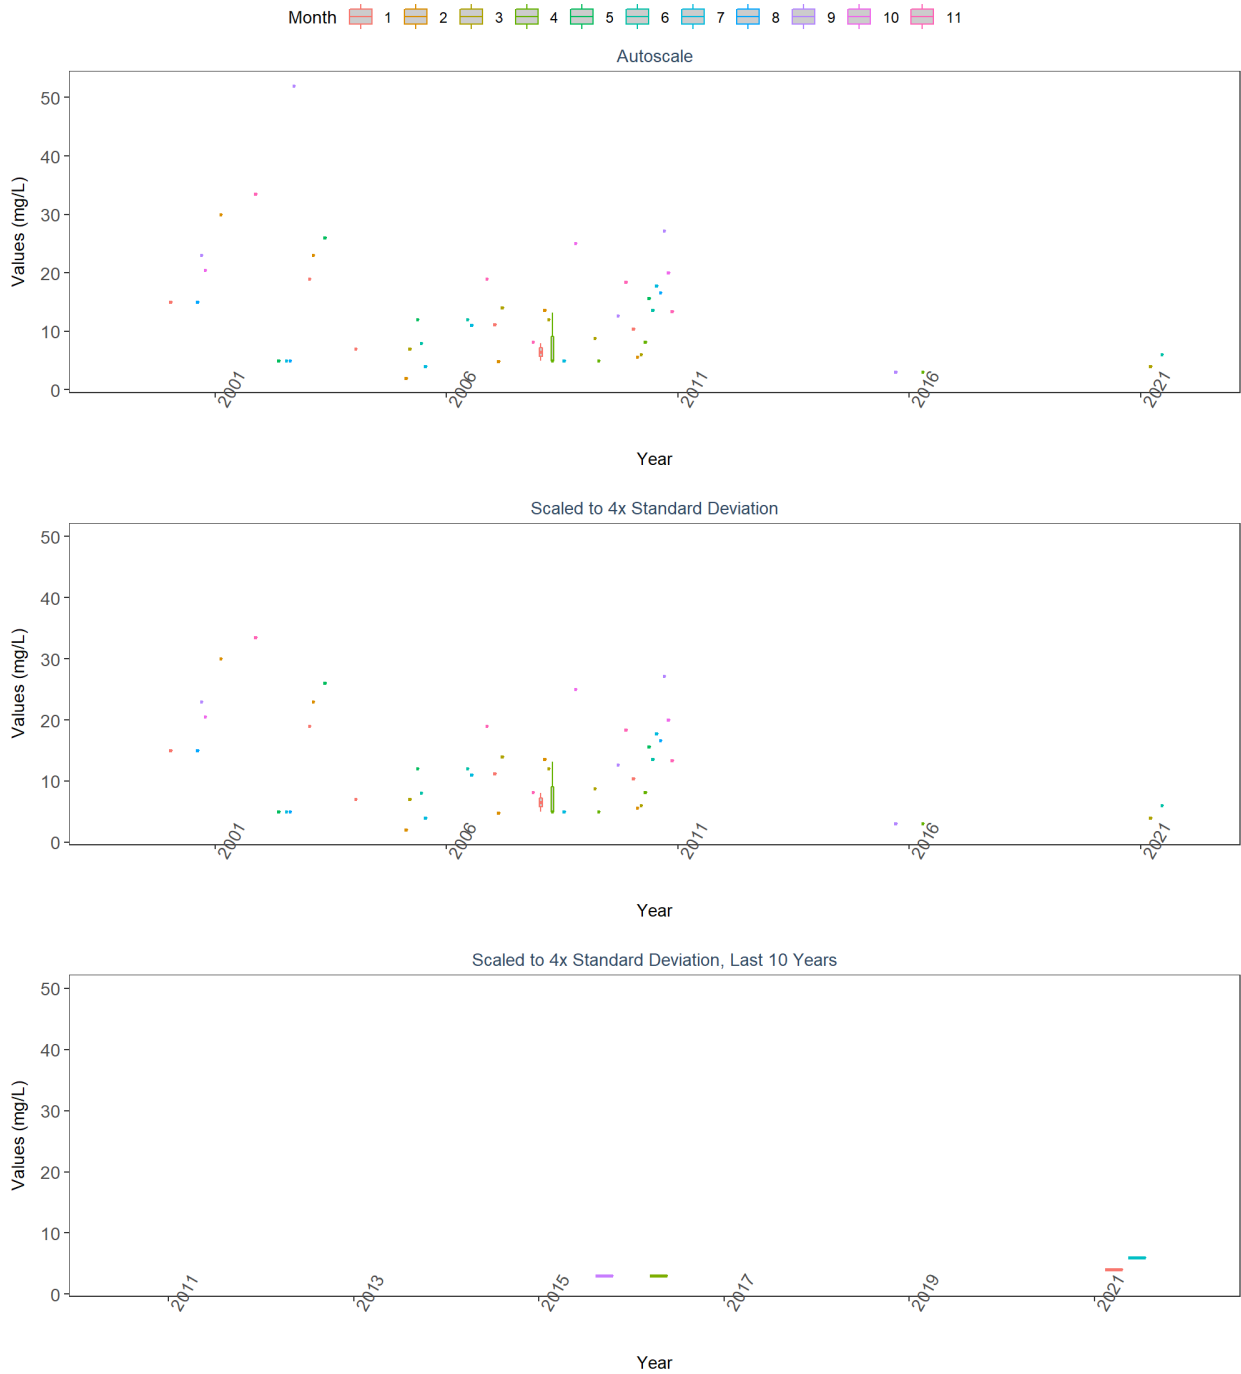 Month 1 2 3 4 5 6 7 8 9 10 11
Autoscale
Values (mg/L)
50
40
30
20
10
0
2001 2006 2011 2016 2021
Year
Scaled to 4x Standard Deviation
Values (mg/L)
50
40
30
20
10
0
2001 2006 2011 2016 2021
Year
Scaled to 4x Standard Deviation, Last 10 Years
Values (mg/L)
50
40
30
20
10
0
2011 2013 2015 2017 2019 2021
Year